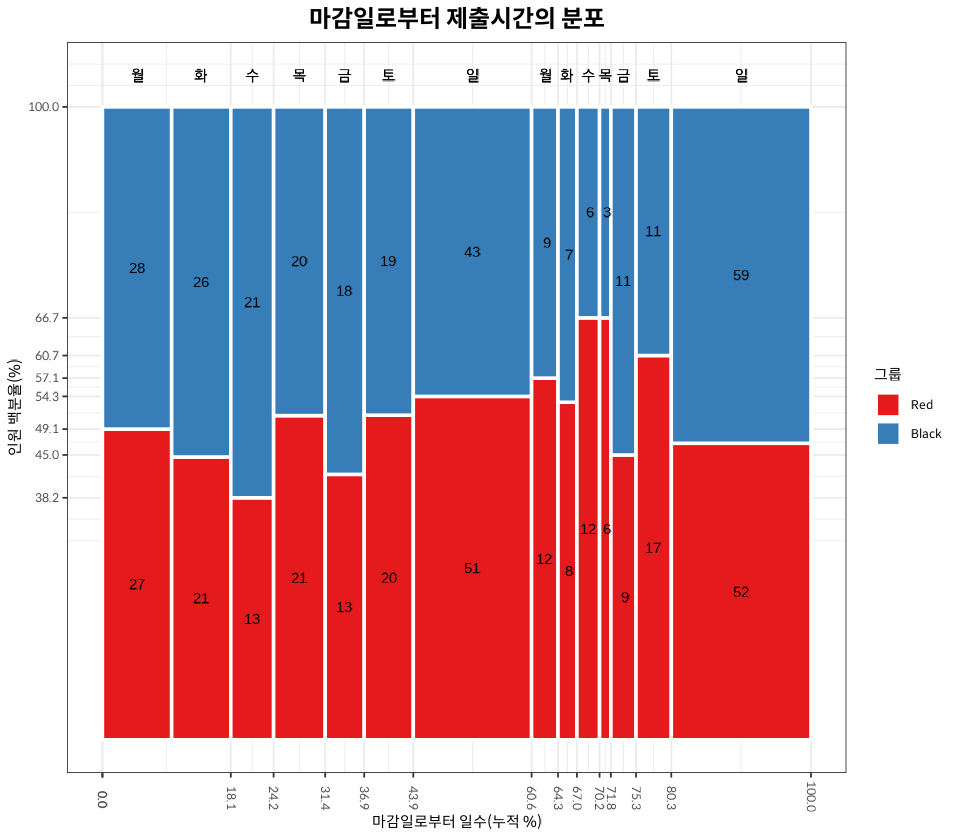 마감일로부터 제출시간의 분포
월 화 수 목 금 토 일 월 화 수 목 금 토 일
100.0
66.7
60.7
57.1
54.3
49.1
45.0
38.2
인원 백분율(%)
28 26 21 20 18 19 43 9 7 6 3 11 11 59
27 21 13 21 13 20 51 12 8 12 6 9 17 52
0.0 18.1 24.2 31.4 36.9 43.9 60.6 64.3 67.0 70.2 71.8 75.3 80.3 100.0
마감일로부터 일수(누적 %)
그룹
Red
Black